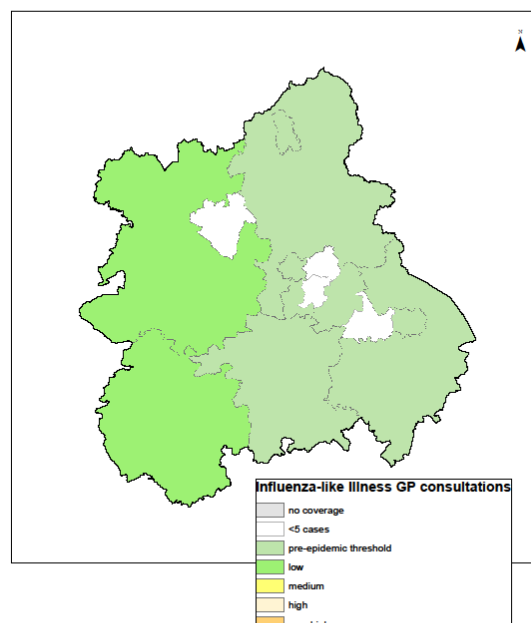 N
Influenza-like Illness GP consultations
no coverage
<5 cases
pre-epidemic threshold
low
medium
high